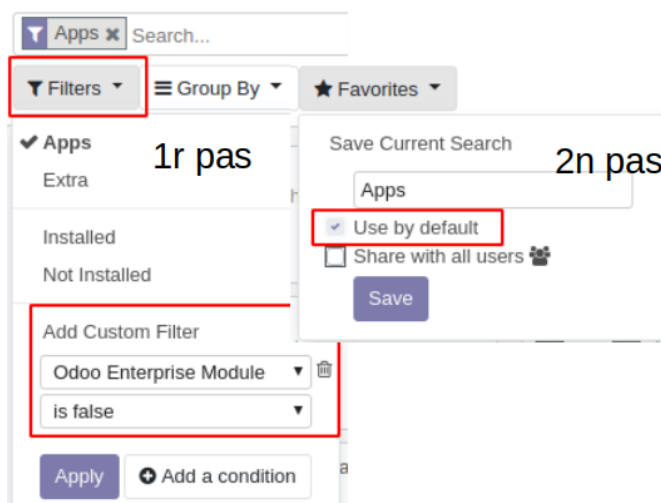 Apps Search...
Filters Group By Favorites
Apps
Extra
1r pas
Installed
Not Installed
Add Custom Filter
Odoo Enterprise Module
is false
Apply Add a condition
Save Current Search
2n pas
Apps
Use by default
Share with all users
Save